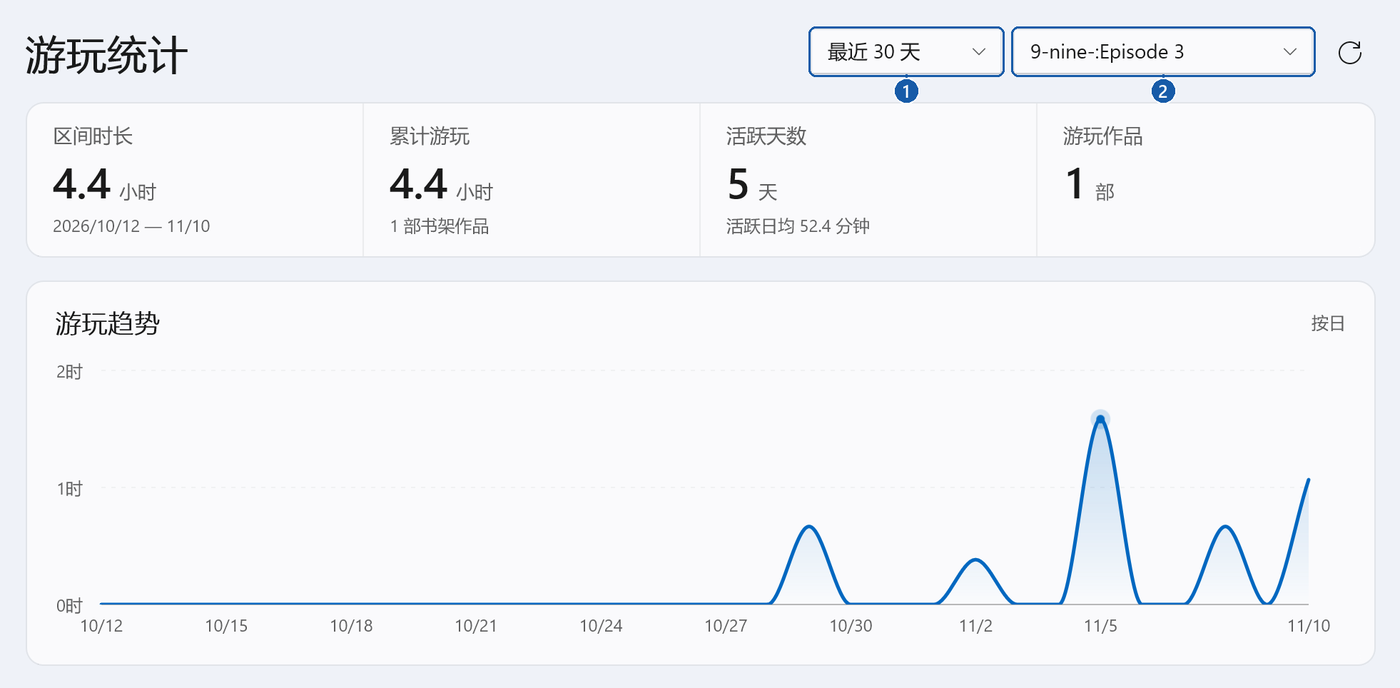 游玩统计
最近 30 天
9-nine-:Episode 3
1
2
区间时长
4.4 小时
2026/10/12 — 11/10
累计游玩
4.4 小时
1 部书架作品
活跃天数
5 天
活跃日均 52.4 分钟
游玩作品
1 部
游玩趋势
按日
2时
1时
0时
10/12
10/15
10/18
10/21
10/24
10/27
10/30
11/2
11/5
11/10